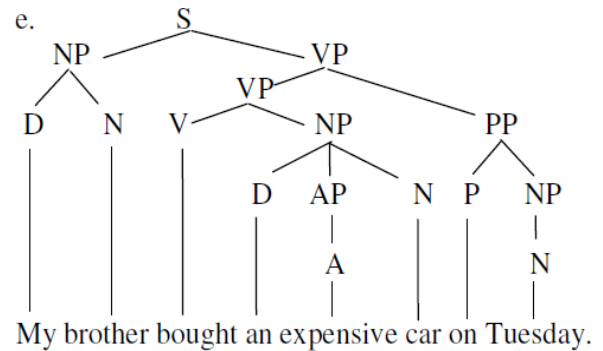 e. S
NP VP
VP
D N V NP PP
D AP N P NP
A N
My brother bought an expensive car on Tuesday.